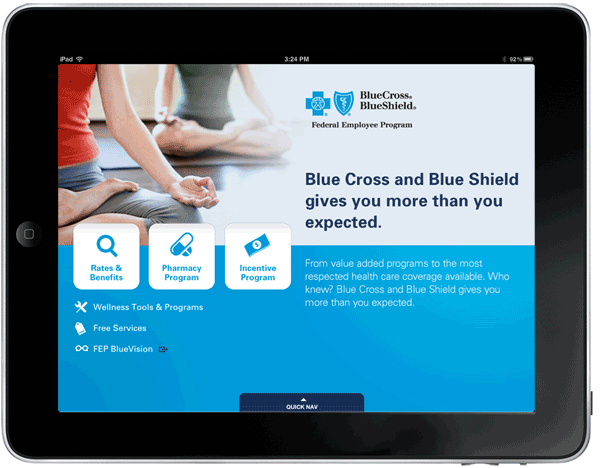 iPad
3:24 PM
92%
BlueCross®
BlueShield®
Federal Employee Program
Blue Cross and Blue Shield
gives you more than you
expected.
Rates &
Benefits
Pharmacy
Program
Incentive
Program
From value added programs to the most
respected health care coverage available. Who
knew? Blue Cross and Blue Shield gives you
more than you expected.
Wellness Tools & Programs
Free Services
FEP BlueVision
QUICK NAV